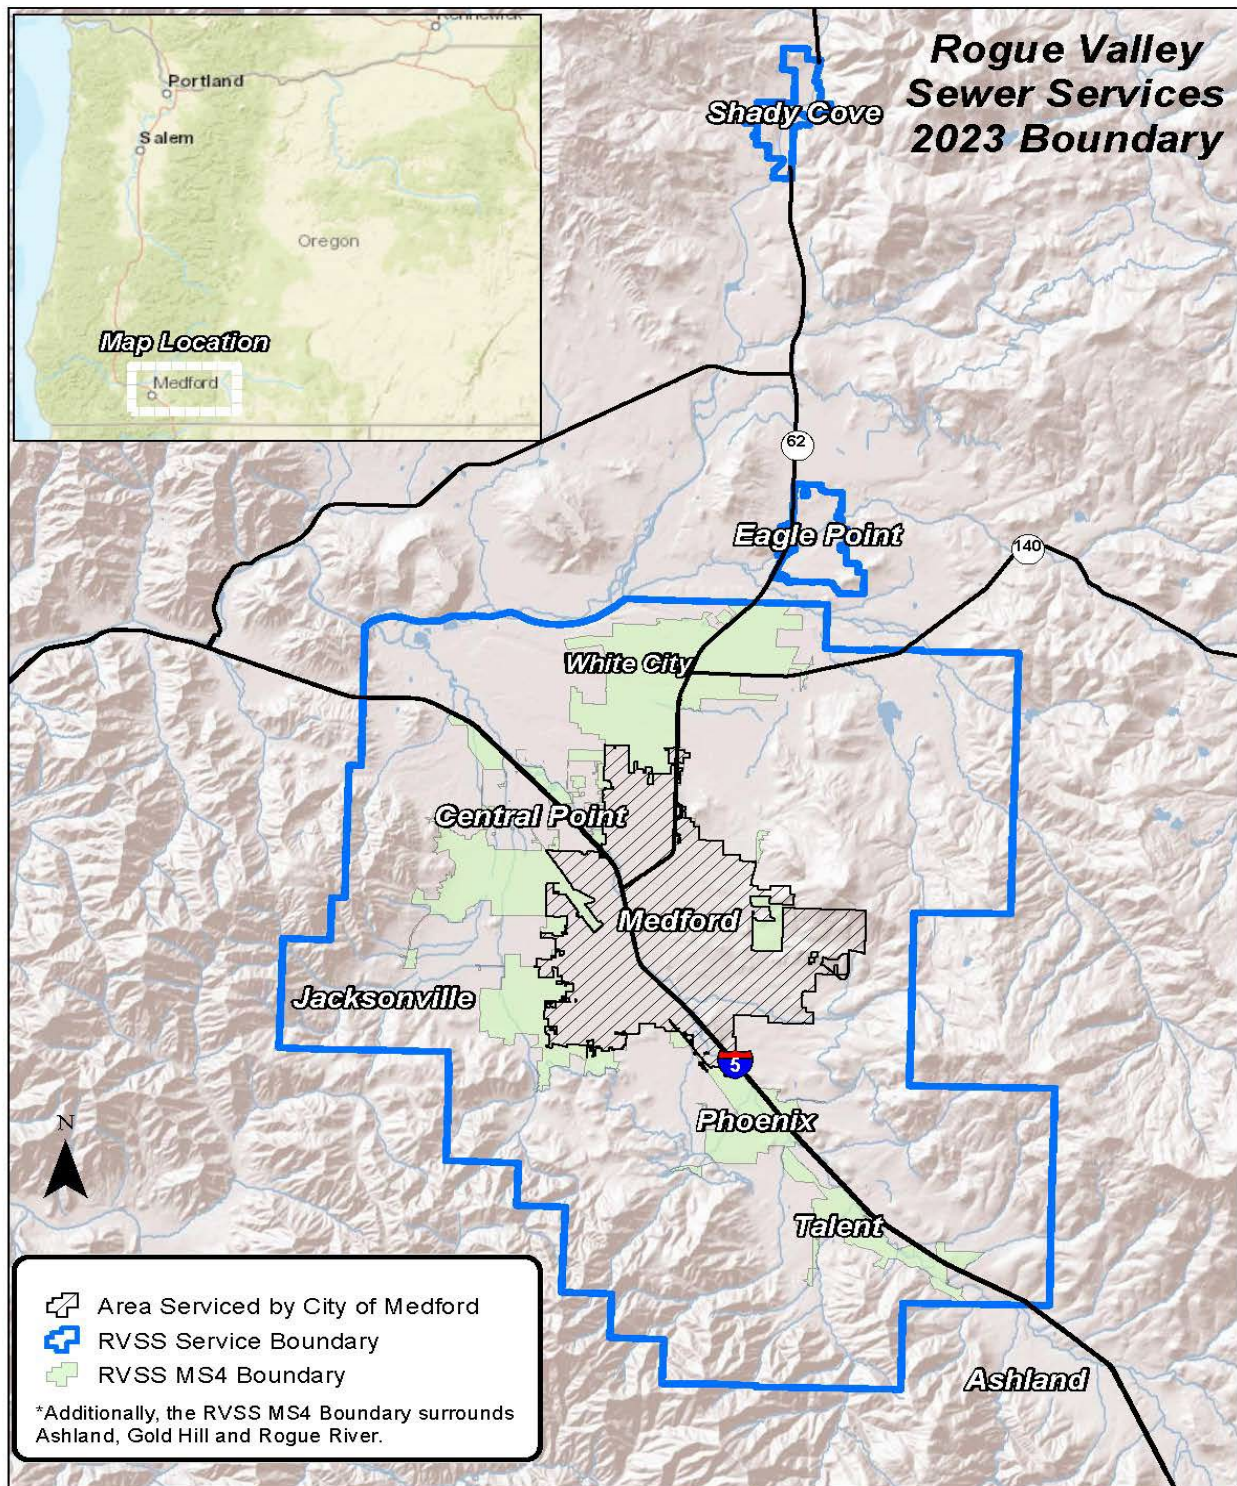 Rogue Valley
Sewer Services
2023 Boundary
Portland
Salem
Oregon
Map Location
Medford
Shady Cove
62
Eagle Point
140
White City
Central Point
Medford
Jacksonville
5
Phoenix
N
Talent
Ashland
Area Serviced by City of Medford
RVSS Service Boundary
RVSS MS4 Boundary
*Additionally, the RVSS MS4 Boundary surrounds
Ashland, Gold Hill and Rogue River.